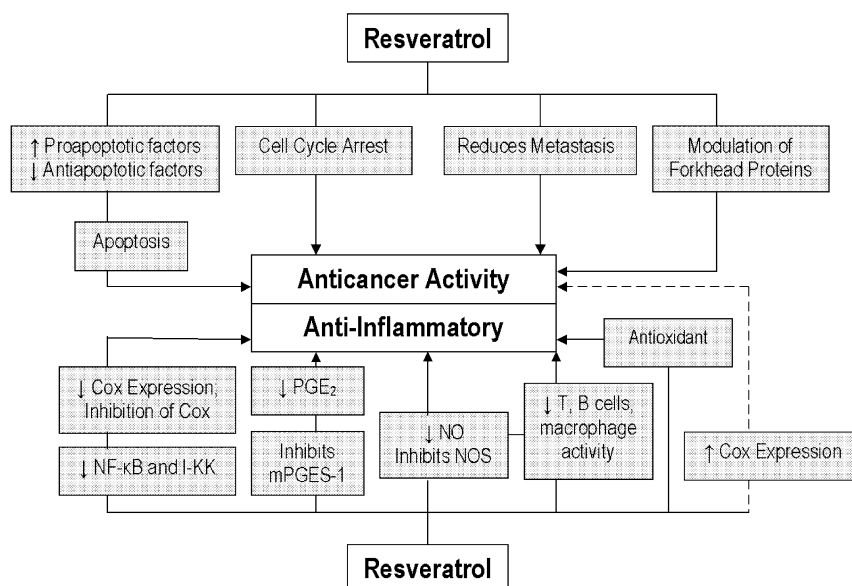 Resveratrol
↑ Proapoptotic factors
↓ Antiapoptotic factors
Cell Cycle Arrest
Reduces Metastasis
Modulation of
Forkhead Proteins
Apoptosis
Anticancer Activity
Anti-Inflammatory
Antioxidant
↓ Cox Expression,
Inhibition of Cox
↓ PGE₂
↓ NO
Inhibits NOS
↓ T, B cells,
macrophage
activity
↓ NF-κB and I-KK
Inhibits
mPGES-1
↑ Cox Expression
Resveratrol